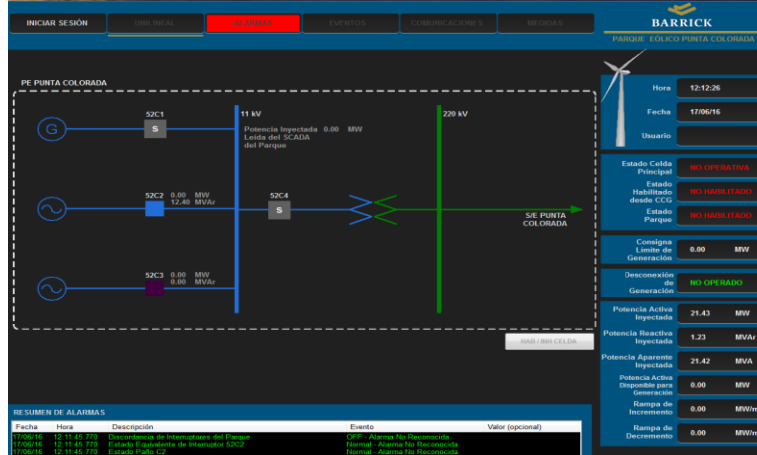 INICIAR SESIÓN
UNILINEAL
ALARMAS
EVENTOS
COMUNICACIONES
MEDIDAS
BARRICK
PARQUE EÓLICO PUNTA COLORADA
PE PUNTA COLORADA
52C1
S
G
11 kV
Potencia Inyectada 0.00 MW
Leida del SCADA
del Parque
220 kV
52C2 0.00 MW
12.40 MVAr
52C4
S
S/E PUNTA
COLORADA
52C3 0.00 MW
0.00 MVAr
HAB / INH CELDA
Hora 12:12:26
Fecha 17/06/16
Usuario
Estado Celda
Principal
NO OPERATIVA
Estado
Habilitado
desde CCG
NO HABILITADO
Estado
Parque
NO HABILITADO
Consigna
Límite de
Generación
0.00 MW
Desconexión
de
Generación
NO OPERADO
Potencia Activa
Inyectada
21.43 MW
Potencia Reactiva
Inyectada
1.23 MVAr
Potencia Aparente
Inyectada
21.42 MVA
Potencia Activa
Disponible para
Generación
0.00 MW
Rampa de
Incremento
0.00 MW/m
Rampa de
Decremento
0.00 MW/m
RESUMEN DE ALARMAS
Fecha Hora Descripción Evento Valor (opcional)
17/06/16 12:11:45.770 Discordancia de Interruptores del Parque OFF - Alarma No Reconocida
17/06/16 12:11:45.770 Estado Equivalente de Interruptor 52C2 Normal - Alarma No Reconocida
17/06/16 12:11:45.770 Estado Paño C2 Normal - Alarma No Reconocida